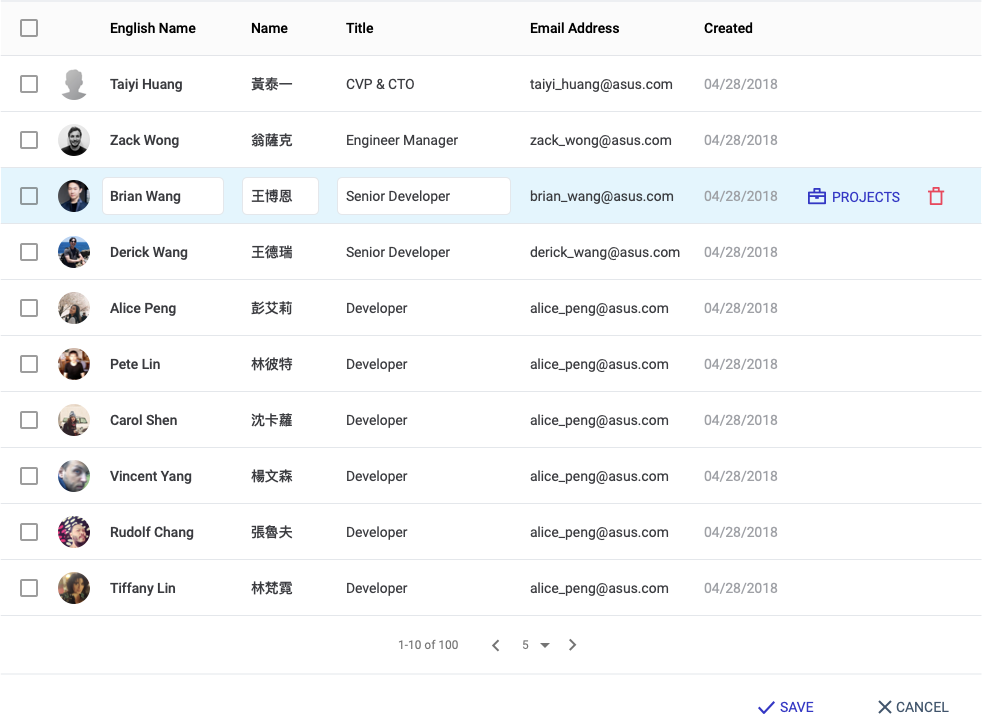 English Name Name Title Email Address Created
Taiyi Huang 黃泰一 CVP & CTO taiyi_huang@asus.com 04/28/2018
Zack Wong 翁薩克 Engineer Manager zack_wong@asus.com 04/28/2018
Brian Wang 王博恩 Senior Developer brian_wang@asus.com 04/28/2018 PROJECTS
Derick Wang 王德瑞 Senior Developer derick_wang@asus.com 04/28/2018
Alice Peng 彭艾莉 Developer alice_peng@asus.com 04/28/2018
Pete Lin 林彼特 Developer alice_peng@asus.com 04/28/2018
Carol Shen 沈卡蘿 Developer alice_peng@asus.com 04/28/2018
Vincent Yang 楊文森 Developer alice_peng@asus.com 04/28/2018
Rudolf Chang 張魯夫 Developer alice_peng@asus.com 04/28/2018
Tiffany Lin 林梵霓 Developer alice_peng@asus.com 04/28/2018
1-10 of 100 5
SAVE CANCEL